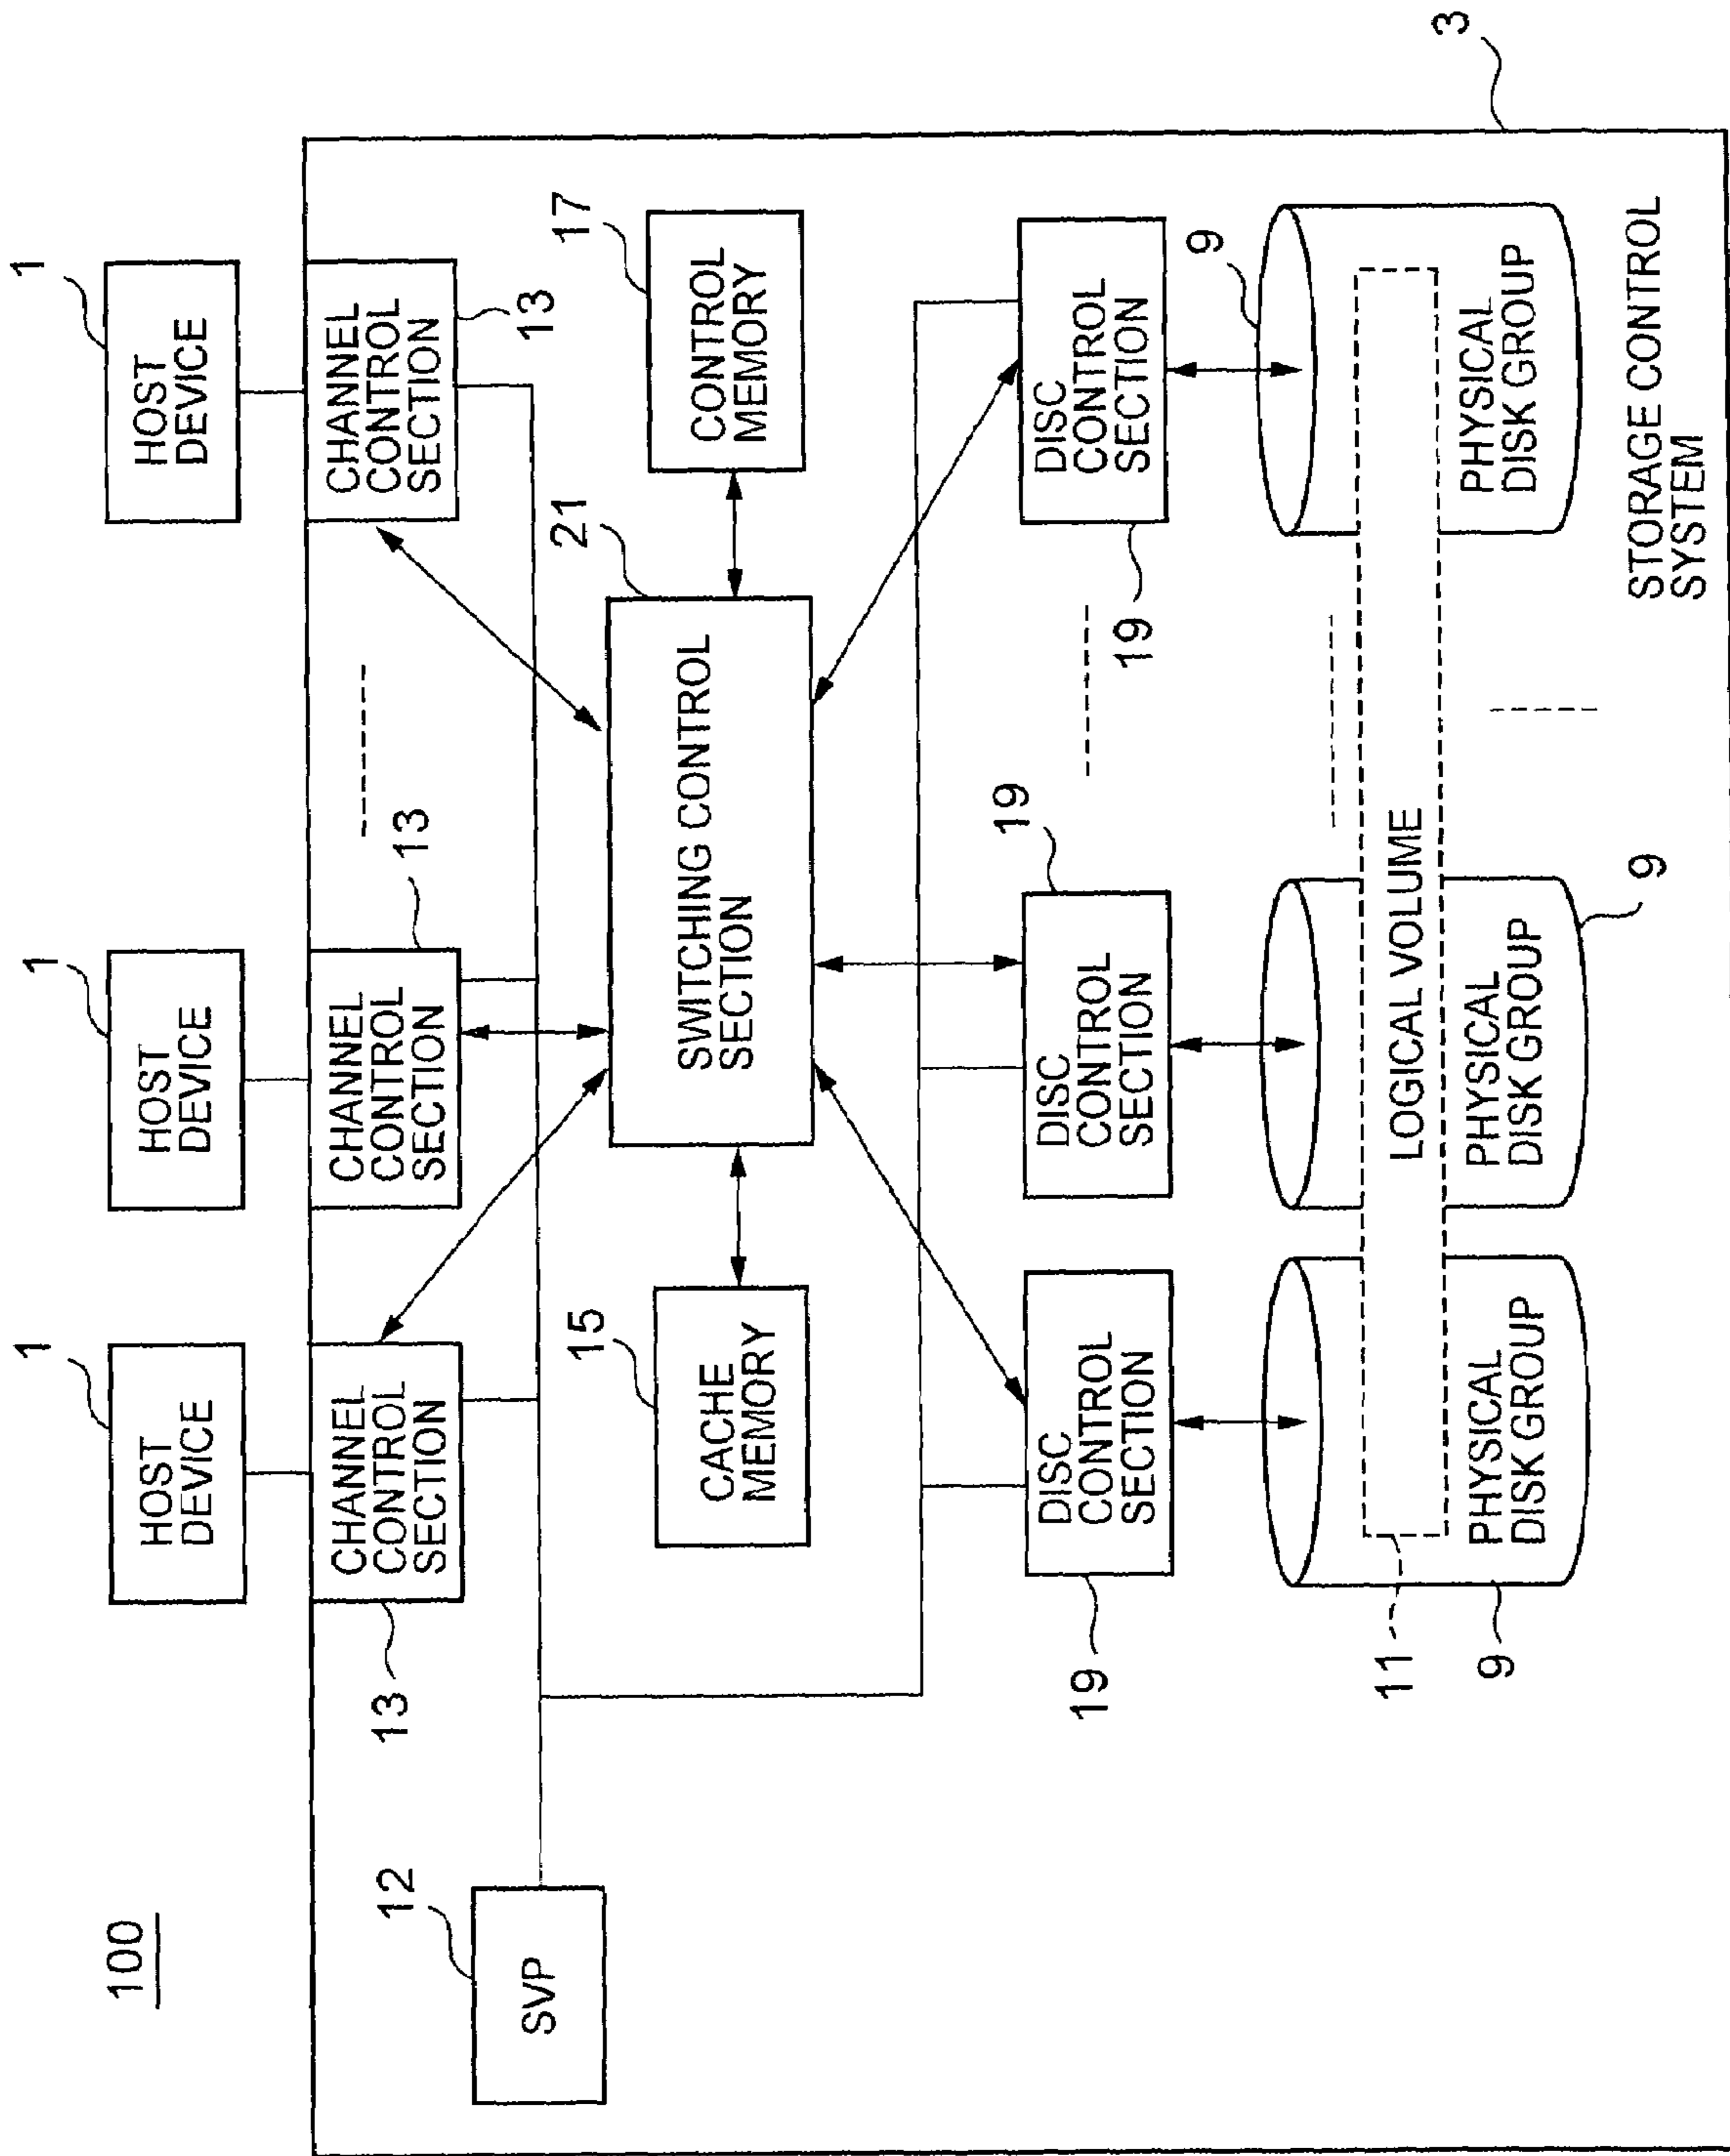 100
1
HOST
DEVICE
1
HOST
DEVICE
1
HOST
DEVICE
CHANNEL
CONTROL
SECTION
13
CHANNEL
CONTROL
SECTION
13
CHANNEL
CONTROL
SECTION
13
12
SVP
15
CACHE
MEMORY
21
SWITCHING CONTROL
SECTION
17
CONTROL
MEMORY
19
DISC
CONTROL
SECTION
19
DISC
CONTROL
SECTION
19
DISC
CONTROL
SECTION
11
LOGICAL VOLUME
9
PHYSICAL
DISK GROUP
9
PHYSICAL
DISK GROUP
9
PHYSICAL
DISK GROUP
STORAGE CONTROL
SYSTEM
3